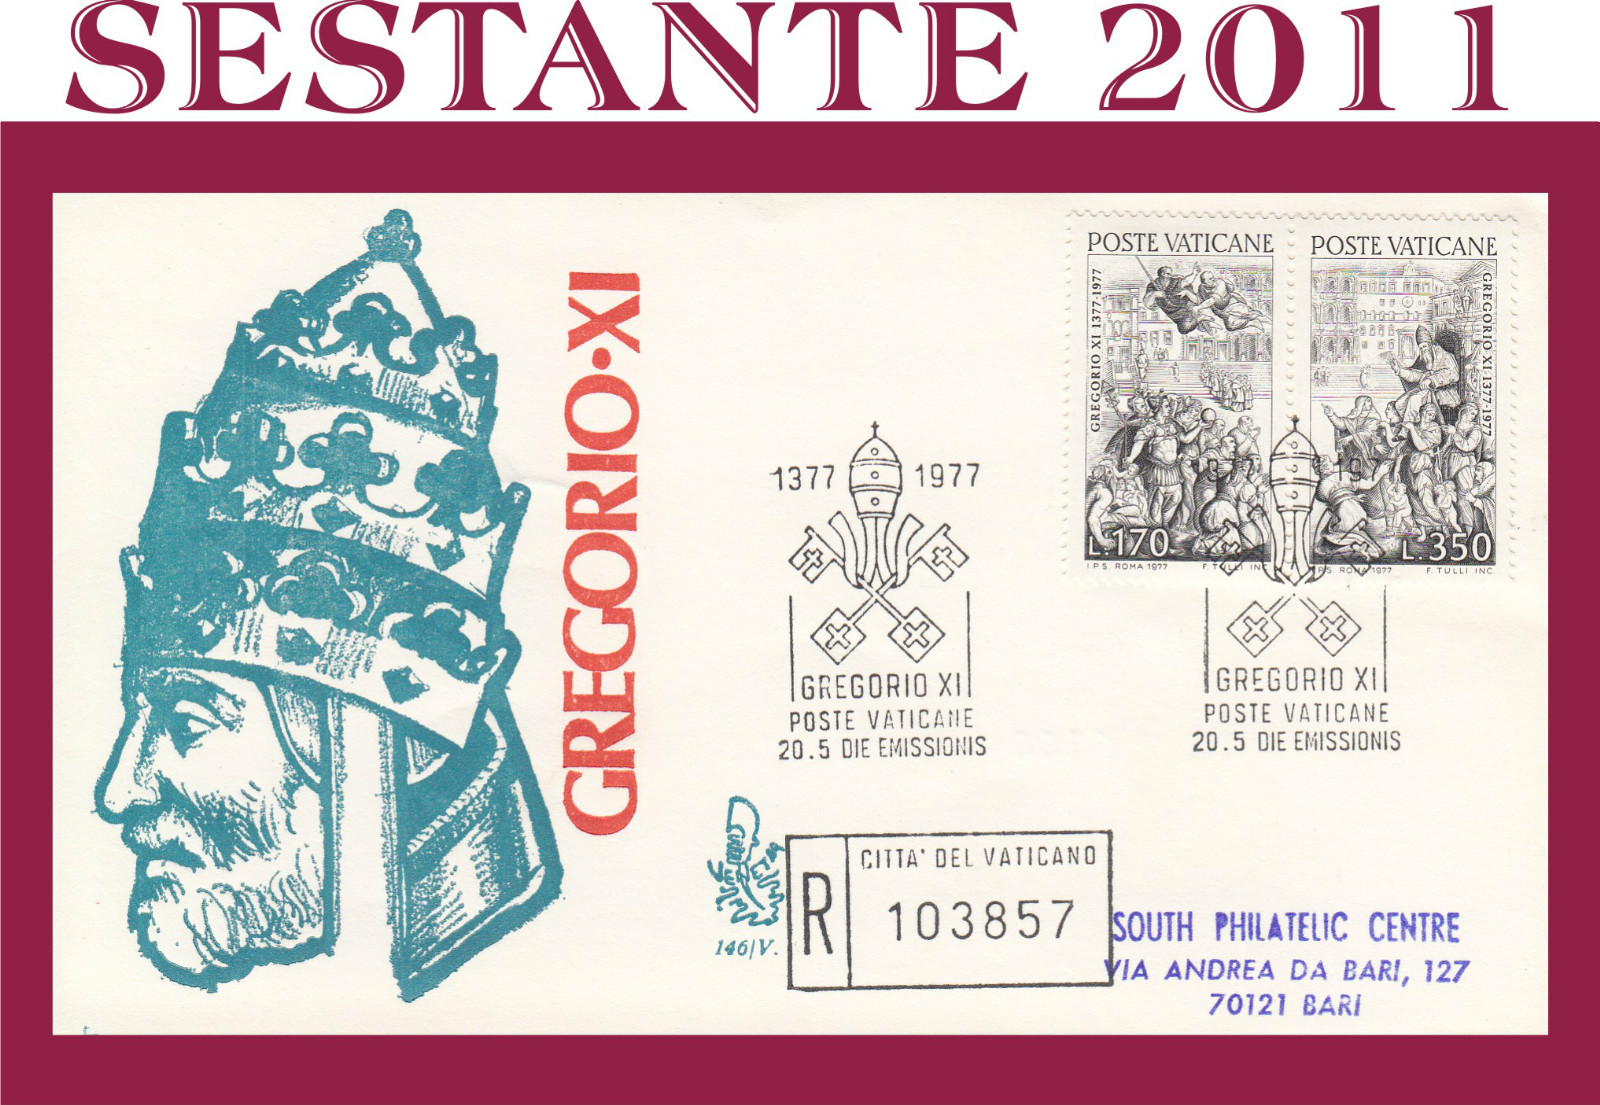 SESTANTE 2011
GREGORIO·XI
POSTE VATICANE
GREGORIO XI 1377-1977
L.170
I.P.S. ROMA 1977 F. TULLI INC.
POSTE VATICANE
GREGORIO XI 1377-1977
L.350
I.P.S. ROMA 1977 F. TULLI INC.
1377 1977
GREGORIO XI
POSTE VATICANE
20.5 DIE EMISSIONIS
GREGORIO XI
POSTE VATICANE
20.5 DIE EMISSIONIS
146/V.
R
CITTA' DEL VATICANO
103857
SOUTH PHILATELIC CENTRE
VIA ANDREA DA BARI, 127
70121 BARI